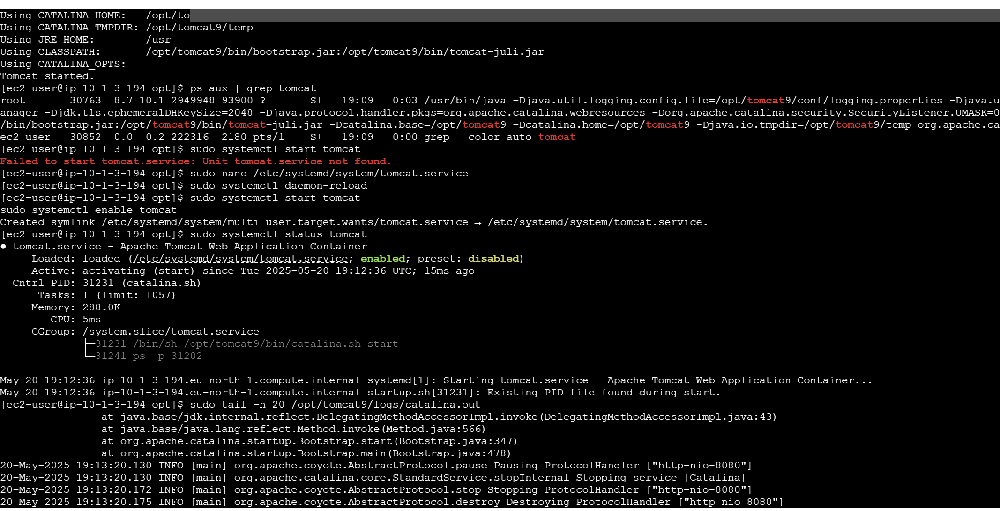 Using CATALINA_HOME:   /opt/to
Using CATALINA_TMPDIR: /opt/tomcat9/temp
Using JRE_HOME:        /usr
Using CLASSPATH:       /opt/tomcat9/bin/bootstrap.jar:/opt/tomcat9/bin/tomcat-juli.jar
Using CATALINA_OPTS:
Tomcat started.
[ec2-user@ip-10-1-3-194 opt]$ ps aux | grep tomcat
root       30763  8.7 10.1 2949948 93900 ?       Sl   19:09   0:03 /usr/bin/java -Djava.util.logging.config.file=/opt/tomcat9/conf/logging.properties -Djava.u
anager -Djdk.tls.ephemeralDHKeySize=2048 -Djava.protocol.handler.pkgs=org.apache.catalina.webresources -Dorg.apache.catalina.security.SecurityListener.UMASK=0
/bin/bootstrap.jar:/opt/tomcat9/bin/tomcat-juli.jar -Dcatalina.base=/opt/tomcat9 -Dcatalina.home=/opt/tomcat9 -Djava.io.tmpdir=/opt/tomcat9/temp org.apache.ca
ec2-user   30852  0.0  0.2 222316  2180 pts/1    S+   19:09   0:00 grep --color=auto tomcat
[ec2-user@ip-10-1-3-194 opt]$ sudo systemctl start tomcat
Failed to start tomcat.service: Unit tomcat.service not found.
[ec2-user@ip-10-1-3-194 opt]$ sudo nano /etc/systemd/system/tomcat.service
[ec2-user@ip-10-1-3-194 opt]$ sudo systemctl daemon-reload
[ec2-user@ip-10-1-3-194 opt]$ sudo systemctl start tomcat
sudo systemctl enable tomcat
Created symlink /etc/systemd/system/multi-user.target.wants/tomcat.service → /etc/systemd/system/tomcat.service.
[ec2-user@ip-10-1-3-194 opt]$ sudo systemctl status tomcat
● tomcat.service - Apache Tomcat Web Application Container
     Loaded: loaded (/etc/systemd/system/tomcat.service; enabled; preset: disabled)
     Active: activating (start) since Tue 2025-05-20 19:12:36 UTC; 15ms ago
  Cntrl PID: 31231 (catalina.sh)
      Tasks: 1 (limit: 1057)
     Memory: 288.0K
        CPU: 5ms
     CGroup: /system.slice/tomcat.service
             ├─31231 /bin/sh /opt/tomcat9/bin/catalina.sh start
             └─31241 ps -p 31202
May 20 19:12:36 ip-10-1-3-194.eu-north-1.compute.internal systemd[1]: Starting tomcat.service - Apache Tomcat Web Application Container...
May 20 19:12:36 ip-10-1-3-194.eu-north-1.compute.internal startup.sh[31231]: Existing PID file found during start.
[ec2-user@ip-10-1-3-194 opt]$ sudo tail -n 20 /opt/tomcat9/logs/catalina.out
                at java.base/jdk.internal.reflect.DelegatingMethodAccessorImpl.invoke(DelegatingMethodAccessorImpl.java:43)
                at java.base/java.lang.reflect.Method.invoke(Method.java:566)
                at org.apache.catalina.startup.Bootstrap.start(Bootstrap.java:347)
                at org.apache.catalina.startup.Bootstrap.main(Bootstrap.java:478)
20-May-2025 19:13:20.130 INFO [main] org.apache.coyote.AbstractProtocol.pause Pausing ProtocolHandler ["http-nio-8080"]
20-May-2025 19:13:20.130 INFO [main] org.apache.catalina.core.StandardService.stopInternal Stopping service [Catalina]
20-May-2025 19:13:20.172 INFO [main] org.apache.coyote.AbstractProtocol.stop Stopping ProtocolHandler ["http-nio-8080"]
20-May-2025 19:13:20.175 INFO [main] org.apache.coyote.AbstractProtocol.destroy Destroying ProtocolHandler ["http-nio-8080"]